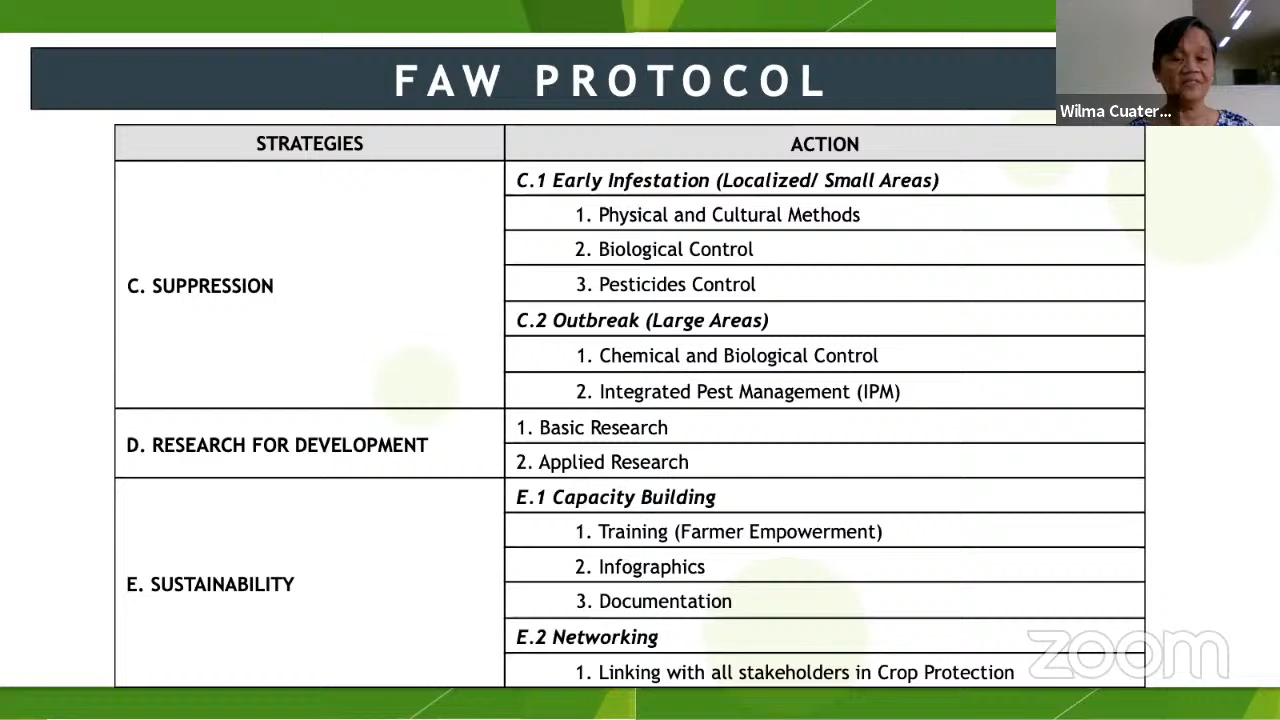 FAW PROTOCOL
Wilma Cuater...
STRATEGIES
ACTION
C. SUPPRESSION
C.1 Early Infestation (Localized/ Small Areas)
1. Physical and Cultural Methods
2. Biological Control
3. Pesticides Control
C.2 Outbreak (Large Areas)
1. Chemical and Biological Control
2. Integrated Pest Management (IPM)
D. RESEARCH FOR DEVELOPMENT
1. Basic Research
2. Applied Research
E. SUSTAINABILITY
E.1 Capacity Building
1. Training (Farmer Empowerment)
2. Infographics
3. Documentation
E.2 Networking
1. Linking with all stakeholders in Crop Protection
zoom